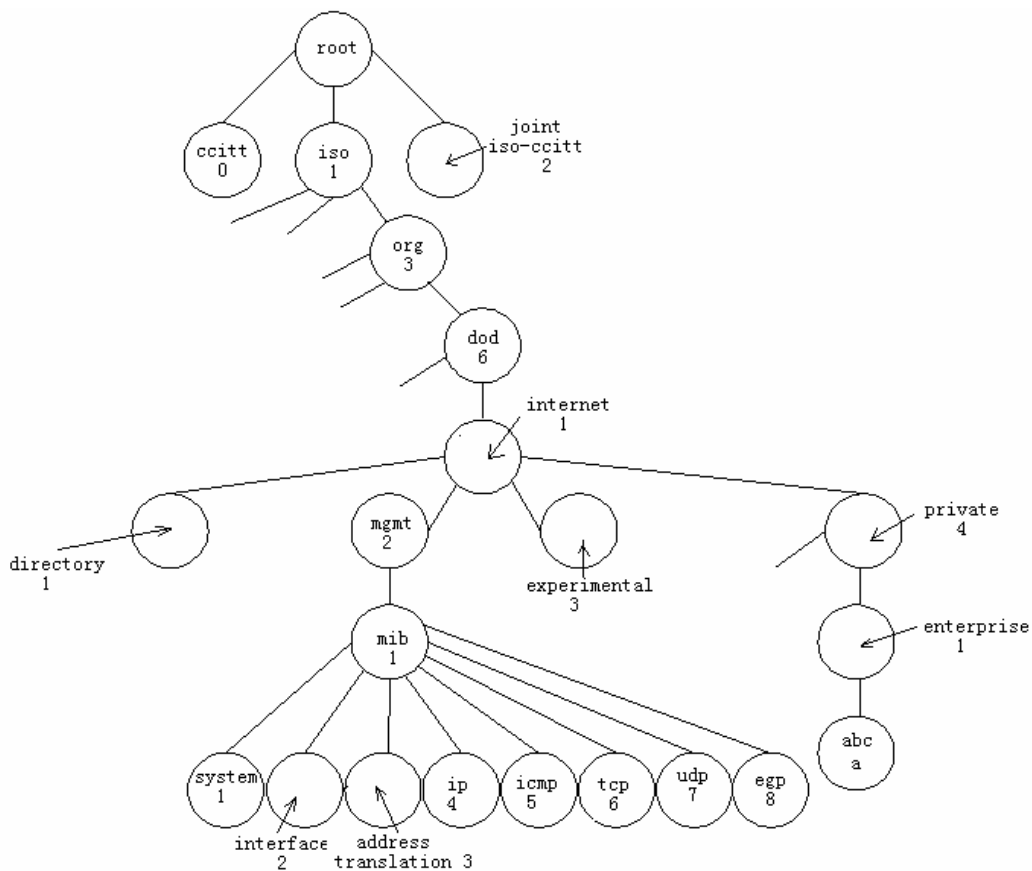 root
ccitt
0
iso
1
joint
iso-ccitt
2
org
3
dod
6
internet
1
directory
1
mgmt
2
experimental
3
private
4
mib
1
enterprise
1
abc
a
system
1
interface
2
address
translation 3
ip
4
icmp
5
tcp
6
udp
7
egp
8